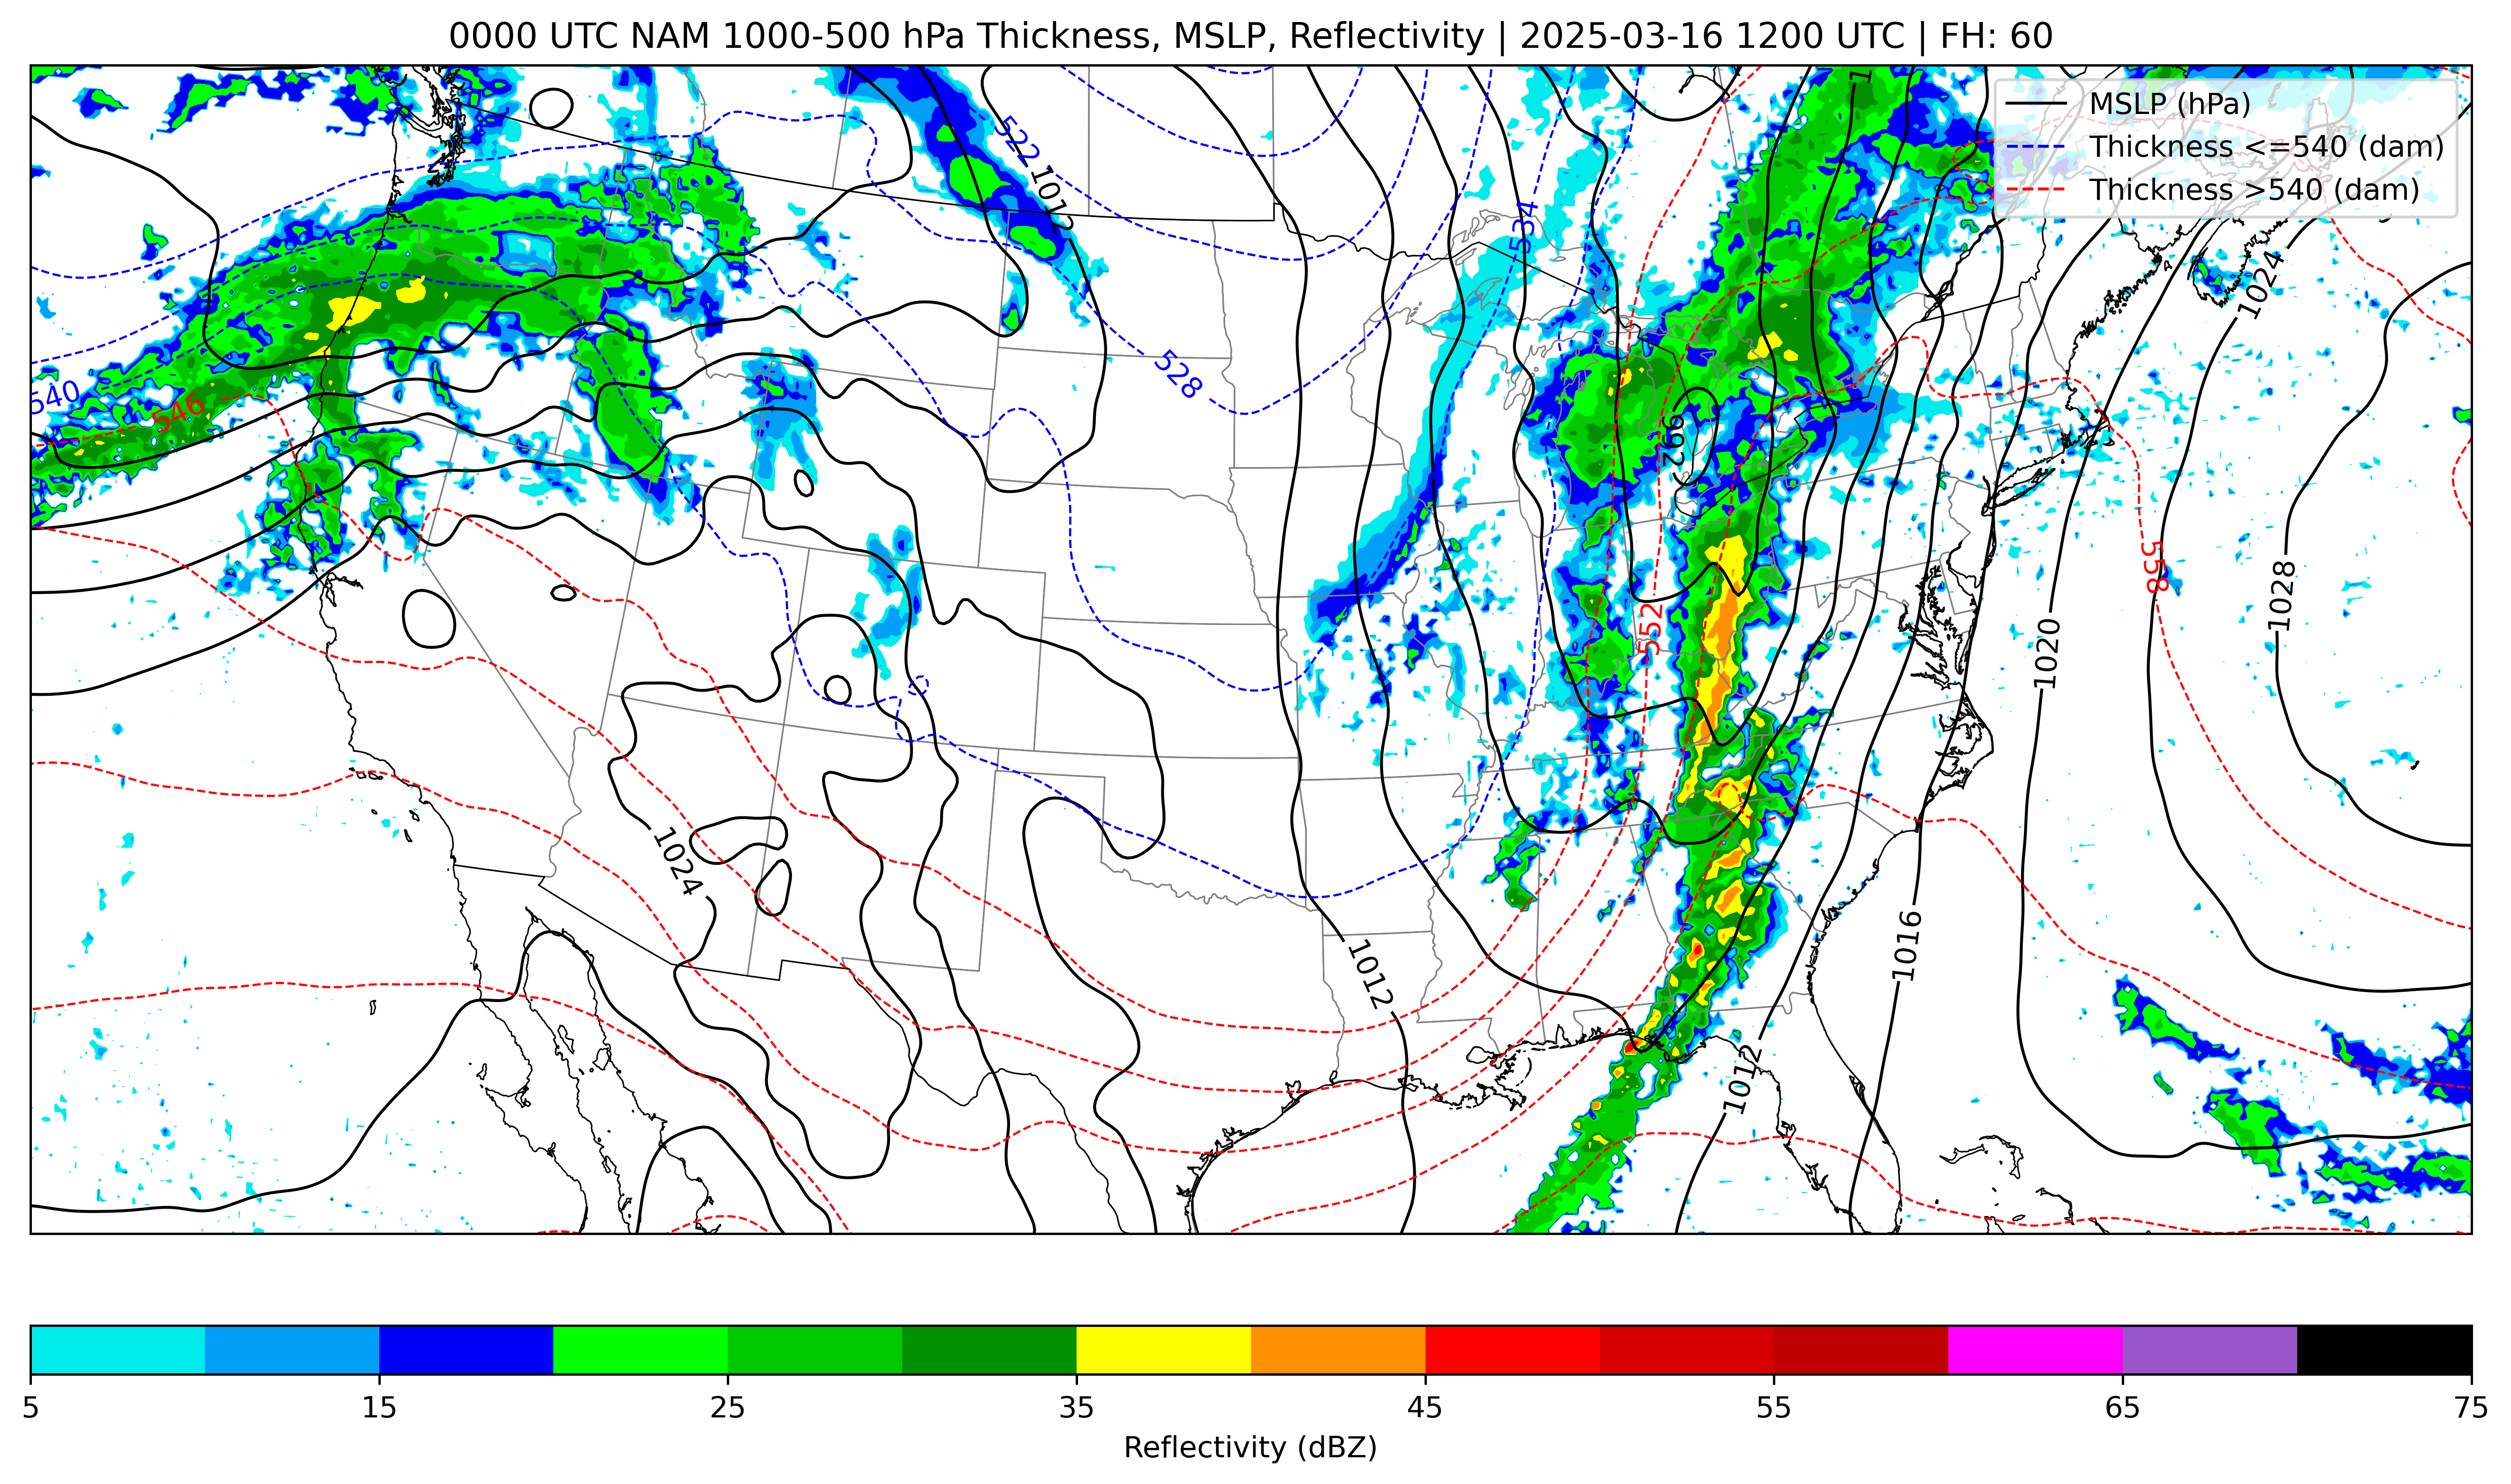 0000 UTC NAM 1000-500 hPa Thickness, MSLP, Reflectivity | 2025-03-16 1200 UTC | FH: 60
MSLP (hPa)
Thickness <=540 (dam)
Thickness >540 (dam)
522
1012
534
1024
528
540
546
992
558
1028
552
1020
1024
1016
1012
1012
5 15 25 35 45 55 65 75
Reflectivity (dBZ)